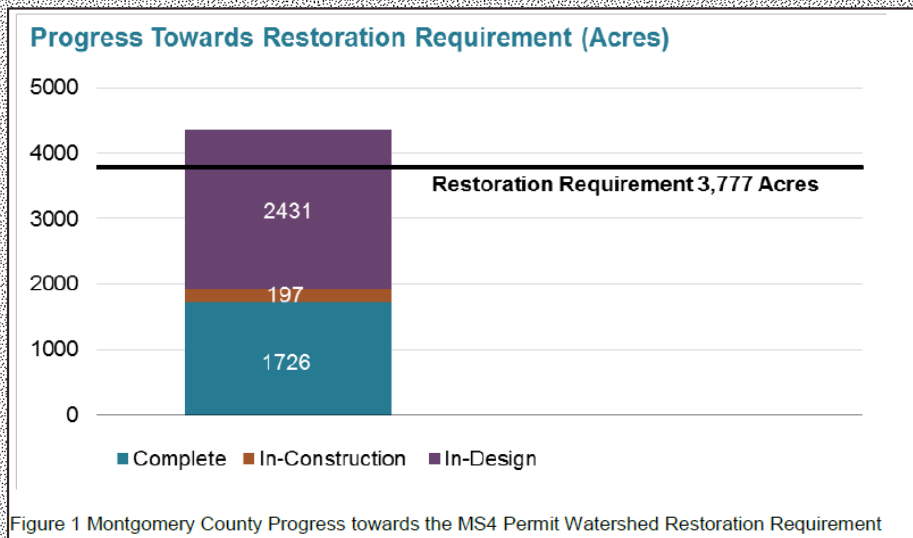 Progress Towards Restoration Requirement (Acres)
5000
4000
Restoration Requirement 3,777 Acres
2431
3000
2000
197
1000
1726
0
Complete In-Construction In-Design
Figure 1 Montgomery County Progress towards the MS4 Permit Watershed Restoration Requirement